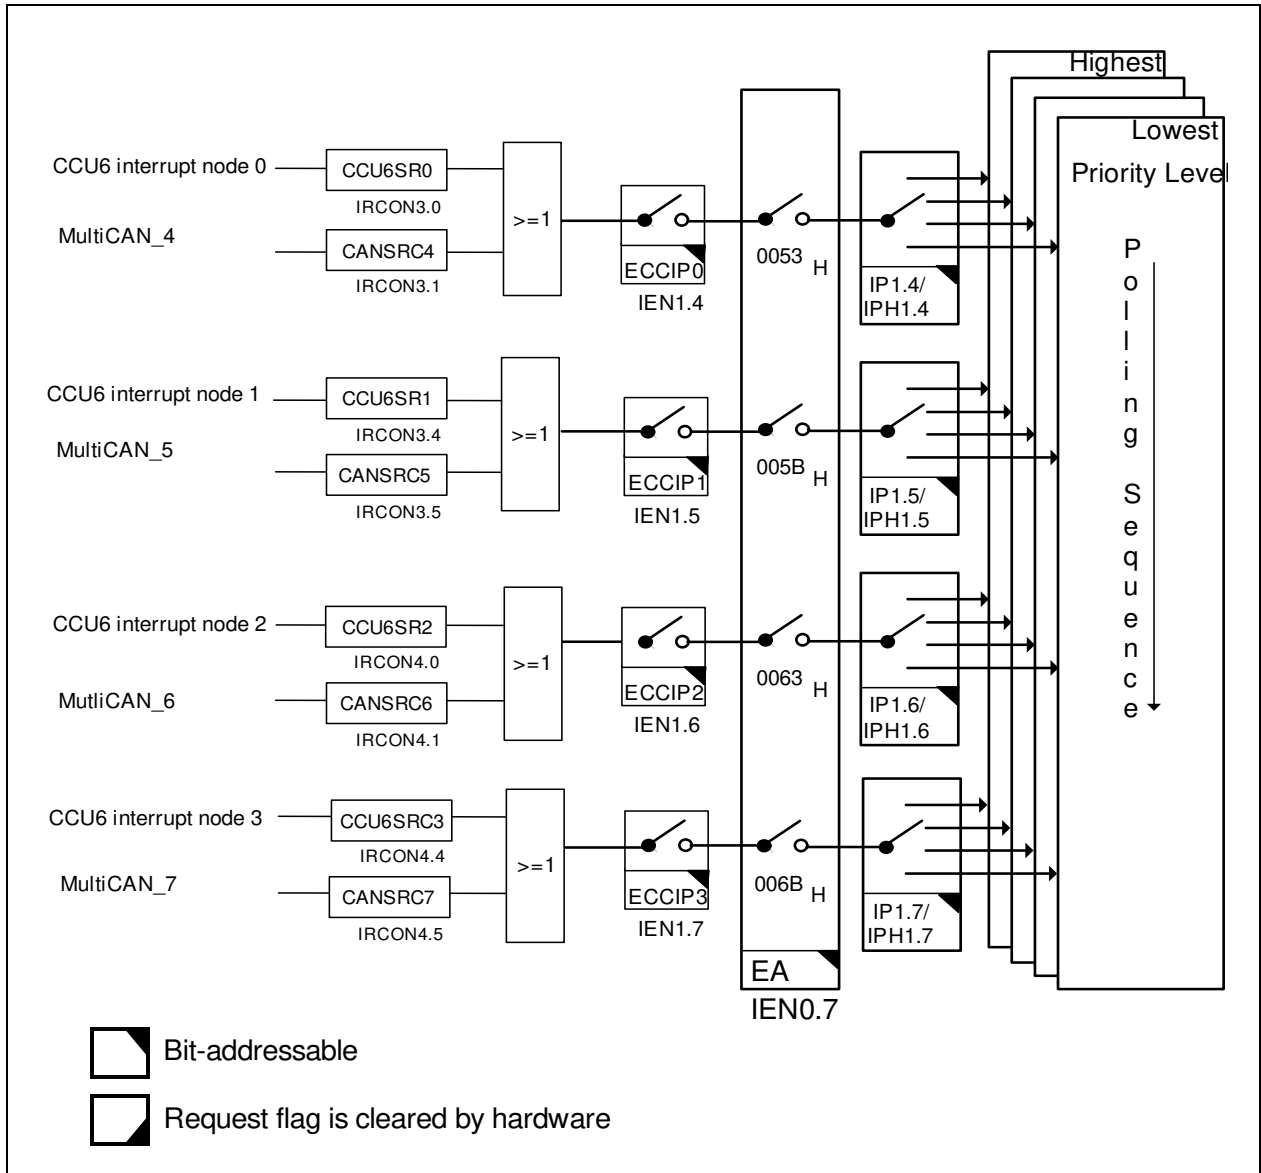 Highest
Lowest
Priority Level
Polling Sequence
CCU6 interrupt node 0
CCU6SR0
IRCON3.0
MultiCAN_4
CANSRC4
IRCON3.1
>=1
ECCIP0
IEN1.4
0053 H
IP1.4/
IPH1.4
CCU6 interrupt node 1
CCU6SR1
IRCON3.4
MultiCAN_5
CANSRC5
IRCON3.5
>=1
ECCIP1
IEN1.5
005B H
IP1.5/
IPH1.5
CCU6 interrupt node 2
CCU6SR2
IRCON4.0
MutliCAN_6
CANSRC6
IRCON4.1
>=1
ECCIP2
IEN1.6
0063 H
IP1.6/
IPH1.6
CCU6 interrupt node 3
CCU6SRC3
IRCON4.4
MultiCAN_7
CANSRC7
IRCON4.5
>=1
ECCIP3
IEN1.7
006B H
IP1.7/
IPH1.7
EA
IEN0.7
Bit-addressable
Request flag is cleared by hardware